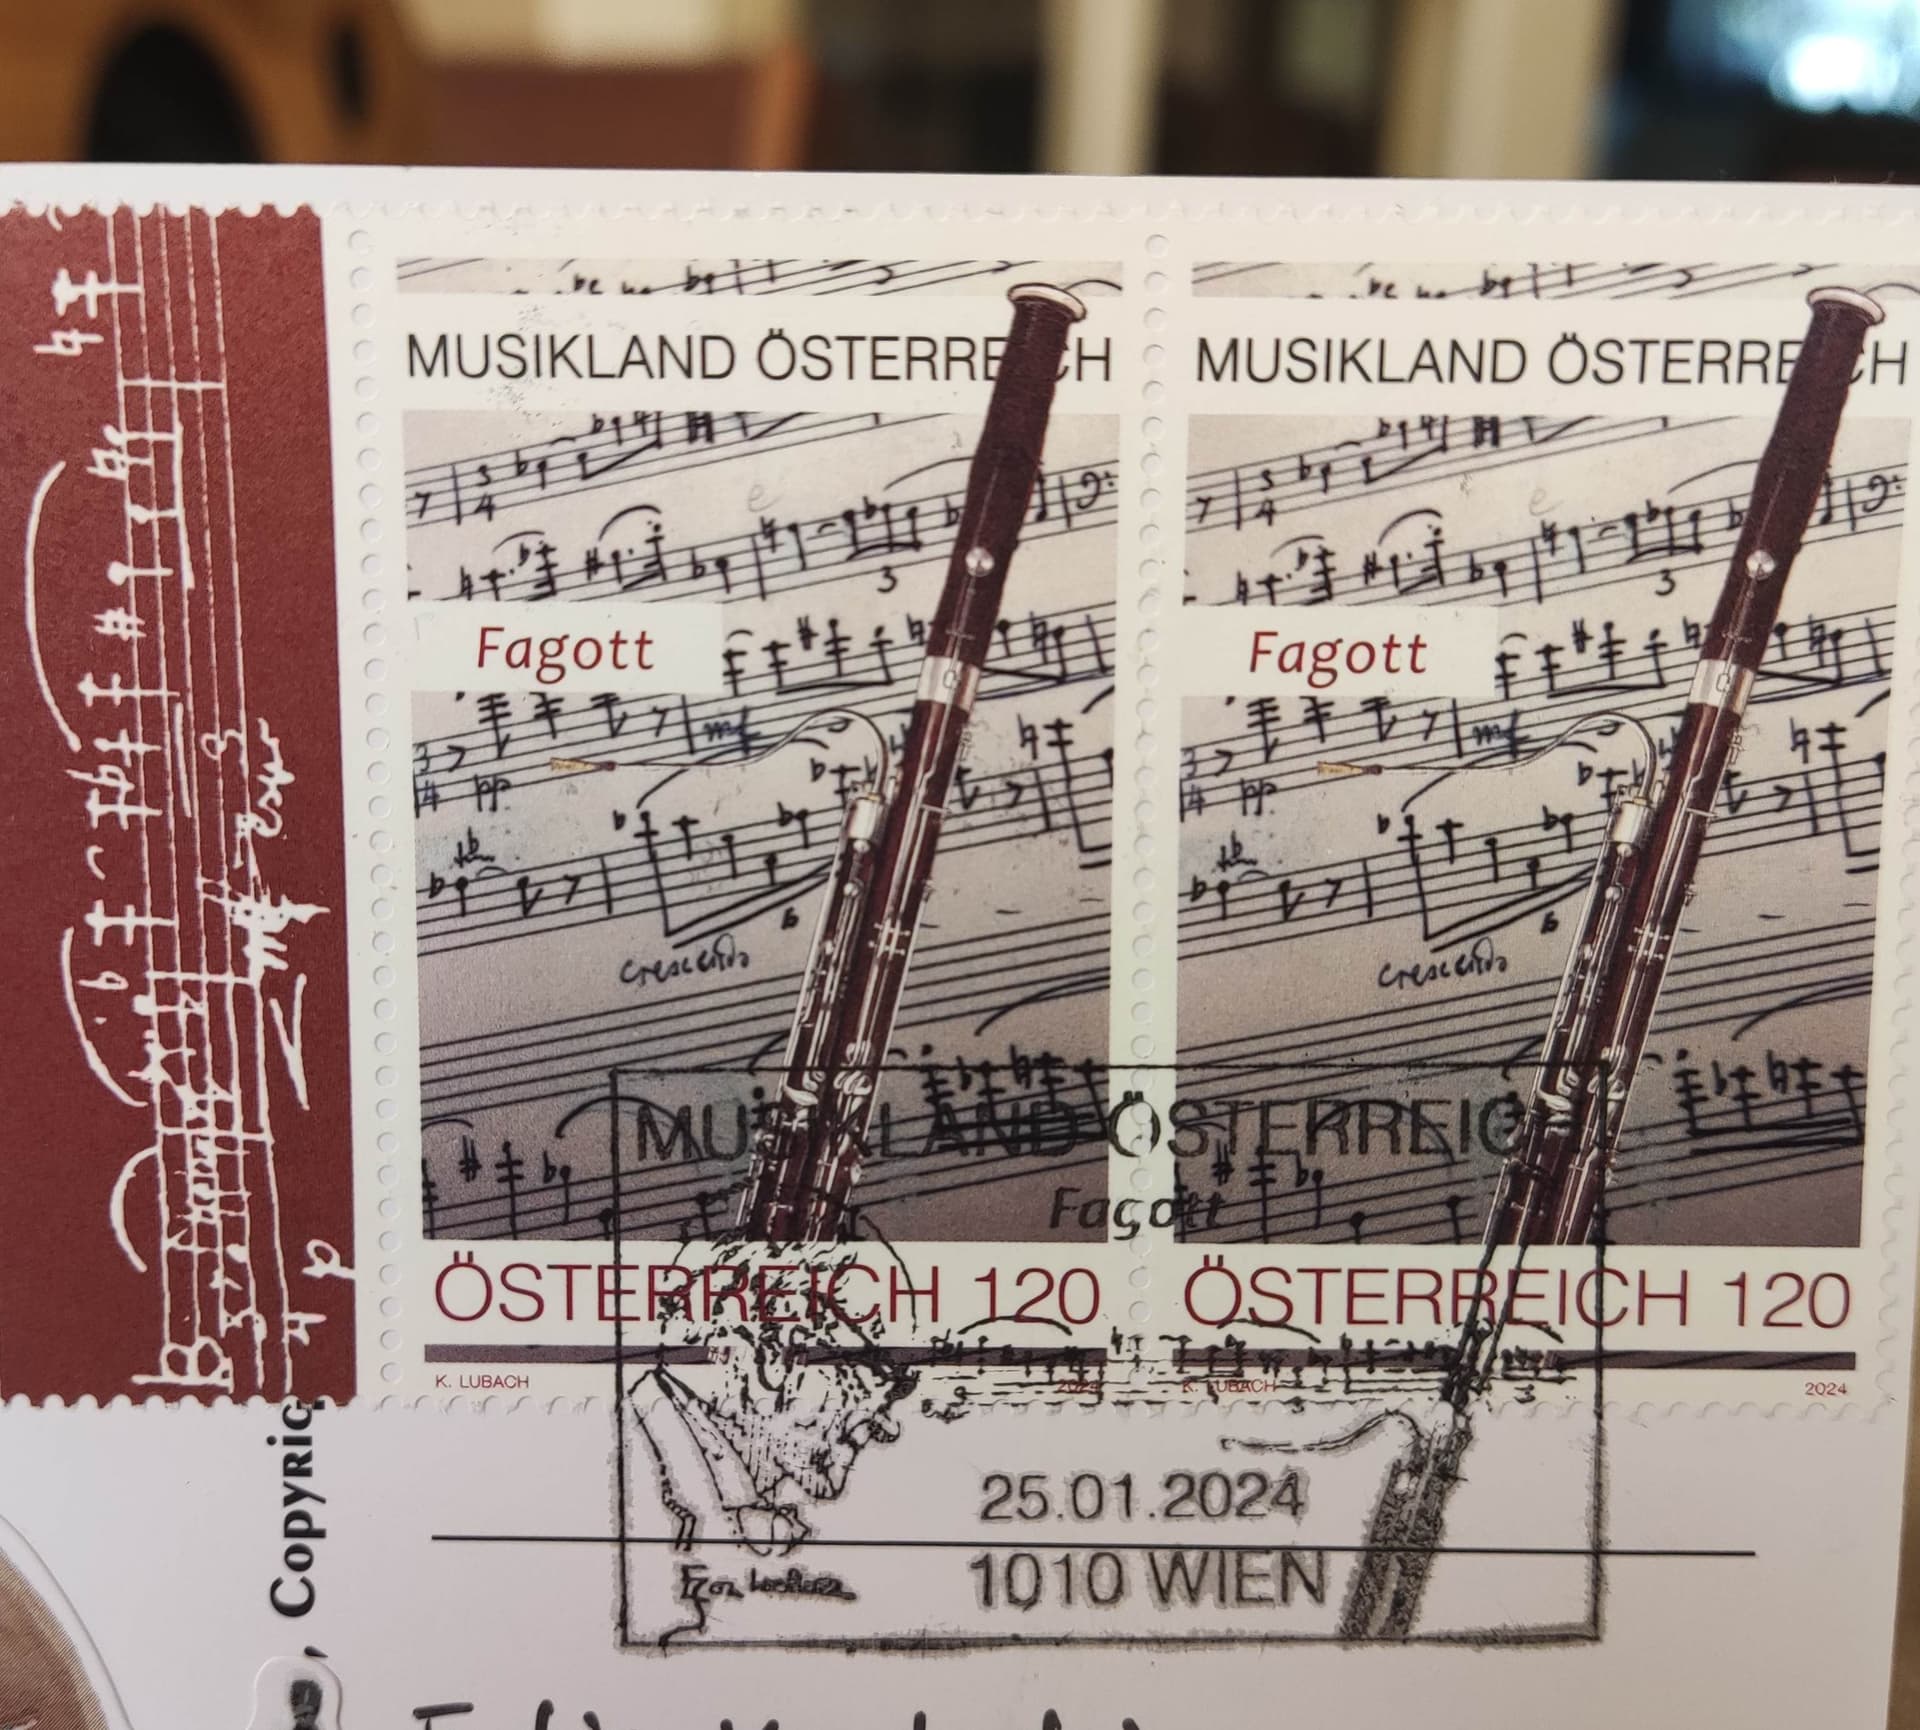 MUSIKLAND ÖSTERREICH
Fagott
crescendo
ÖSTERREICH 120
K. LUBACH 2024
MUSIKLAND ÖSTERREICH
Fagott
crescendo
ÖSTERREICH 120
K. LUBACH 2024
MUSIKLAND ÖSTERREICH
Fagott
25.01.2024
1010 WIEN
, Copyrig